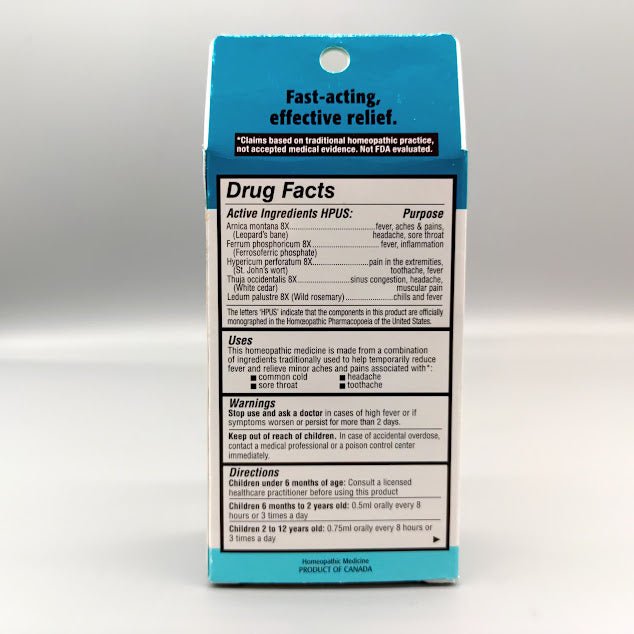 Fast-acting,
effective relief.
*Claims based on traditional homeopathic practice,
not accepted medical evidence. Not FDA evaluated.
Drug Facts
Active Ingredients HPUS: Purpose
Arnica montana 8X..............................fever, aches & pains,
(Leopard's bane) headache, sore throat
Ferrum phosphoricum 8X........................fever, inflammation
(Ferrosoferric phosphate)
Hypericum perforatum 8X....................pain in the extremities,
(St. John's wort) toothache, fever
Thuja occidentalis 8X....................sinus congestion, headache,
(White cedar) muscular pain
Ledum palustre 8X (Wild rosemary)....................chills and fever
The letters 'HPUS' indicate that the components in this product are officially
monographed in the Homœopathic Pharmacopoeia of the United States.
Uses
This homeopathic medicine is made from a combination
of ingredients traditionally used to help temporarily reduce
fever and relieve minor aches and pains associated with*:
■ common cold ■ headache
■ sore throat ■ toothache
Warnings
Stop use and ask a doctor in cases of high fever or if
symptoms worsen or persist for more than 2 days.
Keep out of reach of children. In case of accidental overdose,
contact a medical professional or a poison control center
immediately.
Directions
Children under 6 months of age: Consult a licensed
healthcare practitioner before using this product
Children 6 months to 2 years old: 0.5ml orally every 8
hours or 3 times a day
Children 2 to 12 years old: 0.75ml orally every 8 hours or
3 times a day ►
Homeopathic Medicine
PRODUCT OF CANADA